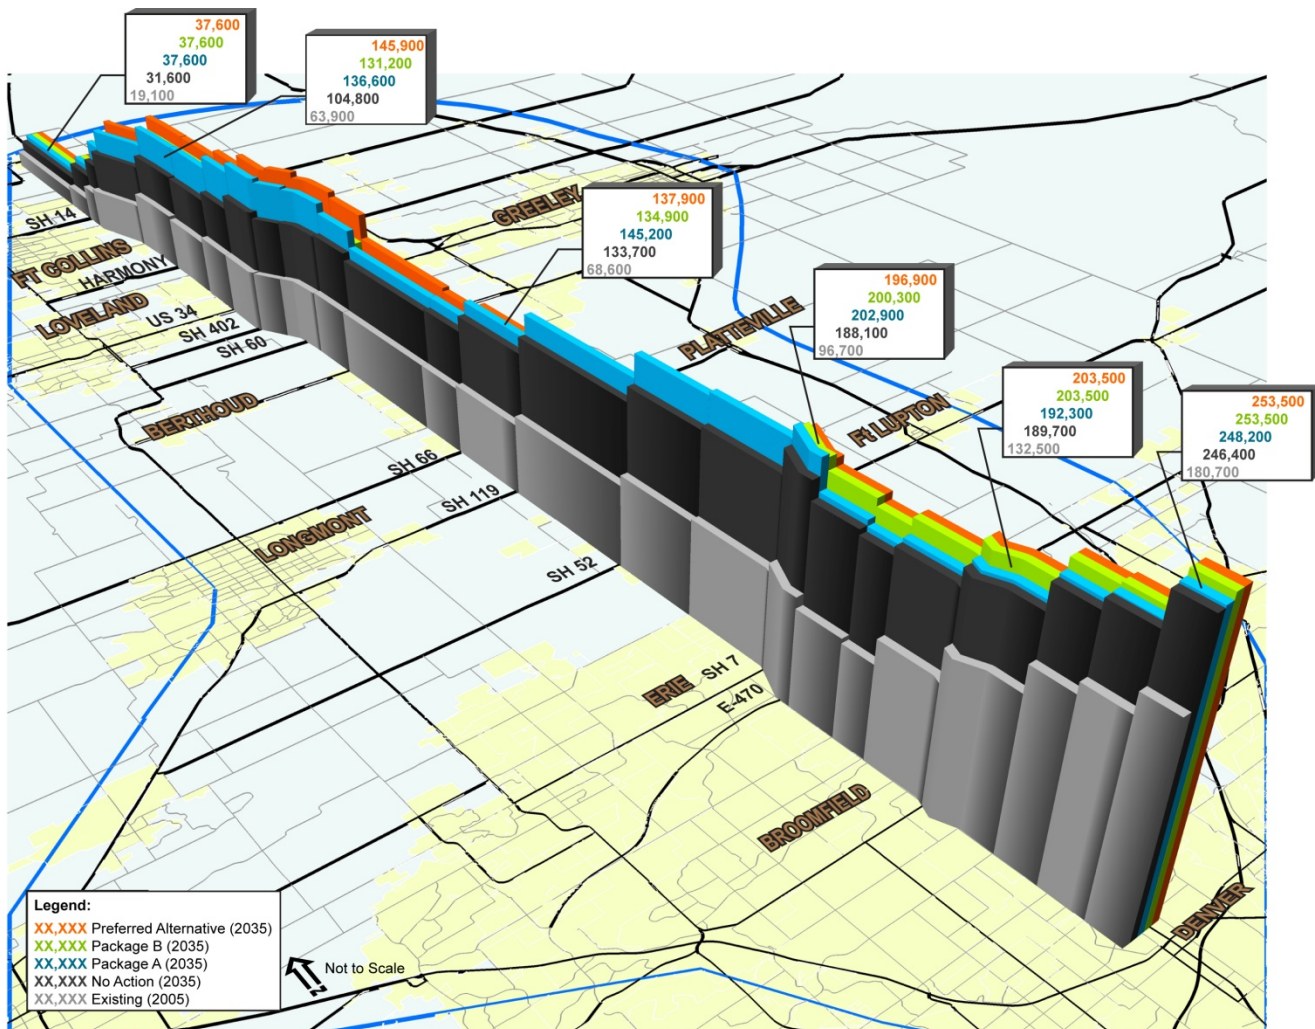 37,600
37,600
37,600
31,600
19,100
145,900
131,200
136,600
104,800
63,900
137,900
134,900
145,200
133,700
68,600
196,900
200,300
202,900
188,100
96,700
203,500
203,500
192,300
189,700
132,500
253,500
253,500
248,200
246,400
180,700
SH 14
FT COLLINS
HARMONY
LOVELAND
US 34
SH 402
SH 60
BERTHOUD
GREELEY
PLATTEVILLE
Ft LUPTON
SH 66
SH 119
LONGMONT
SH 52
ERIE
SH 7
E-470
BROOMFIELD
DENVER
Legend:
XX,XXX Preferred Alternative (2035)
XX,XXX Package B (2035)
XX,XXX Package A (2035)
XX,XXX No Action (2035)
XX,XXX Existing (2005)
N
Not to Scale